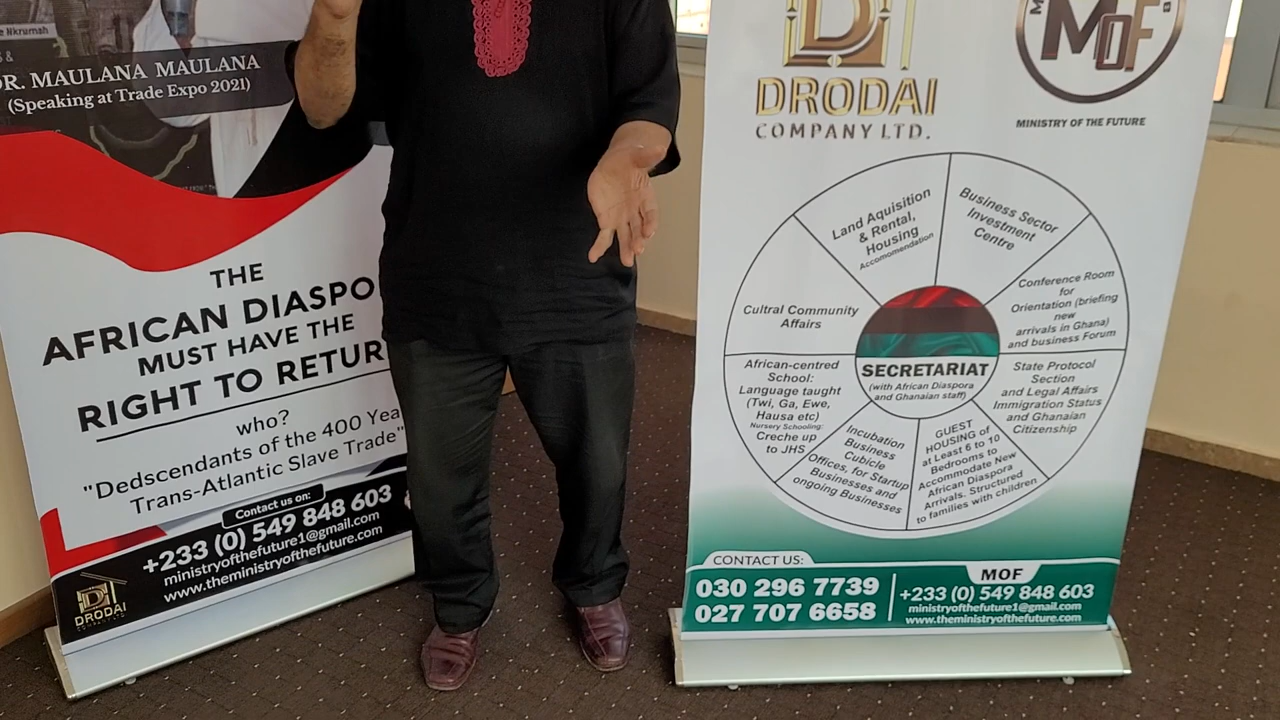 e Nkrumah
S &
DR. MAULANA MAULANA
(Speaking at Trade Expo 2021)
THE
AFRICAN DIASPO
MUST HAVE THE
RIGHT TO RETUR
who?
"Dedscendants of the 400 Yea
Trans-Atlantic Slave Trade"
Contact us on:
+233 (0) 549 848 603
ministryofthefuture1@gmail.com
www.theministryofthefuture.com
DRODAI
COMPANY LTD.
DRODAI
COMPANY LTD.
MOF
MINISTRY OF THE FUTURE
Land Aquisition
& Rental,
Housing
Accomomendation
Business Sector
Investment
Centre
Conference Room
for
Orientation (briefing
new
arrivals in Ghana)
and business Forum
State Protocol
Section
and Legal Affairs
Immigration Status
and Ghanaian
Citizenship
GUEST
HOUSING of
at Least 6 to 10
Bedrooms to
Accommodate New
African Diaspora
Arrivals. Structured
to families with children
Incubation
Business
Cubicle
Offices, for Startup
Businesses and
ongoing Businesses
African-centred
School:
Language taught
(Twi, Ga, Ewe,
Hausa etc)
Nursery Schooling:
Creche up
to JHS
Cultral Community
Affairs
SECRETARIAT
(with African Diaspora
and Ghanaian staff)
CONTACT US:
030 296 7739
027 707 6658
MOF
+233 (0) 549 848 603
ministryofthefuture1@gmail.com
www.theministryofthefuture.com